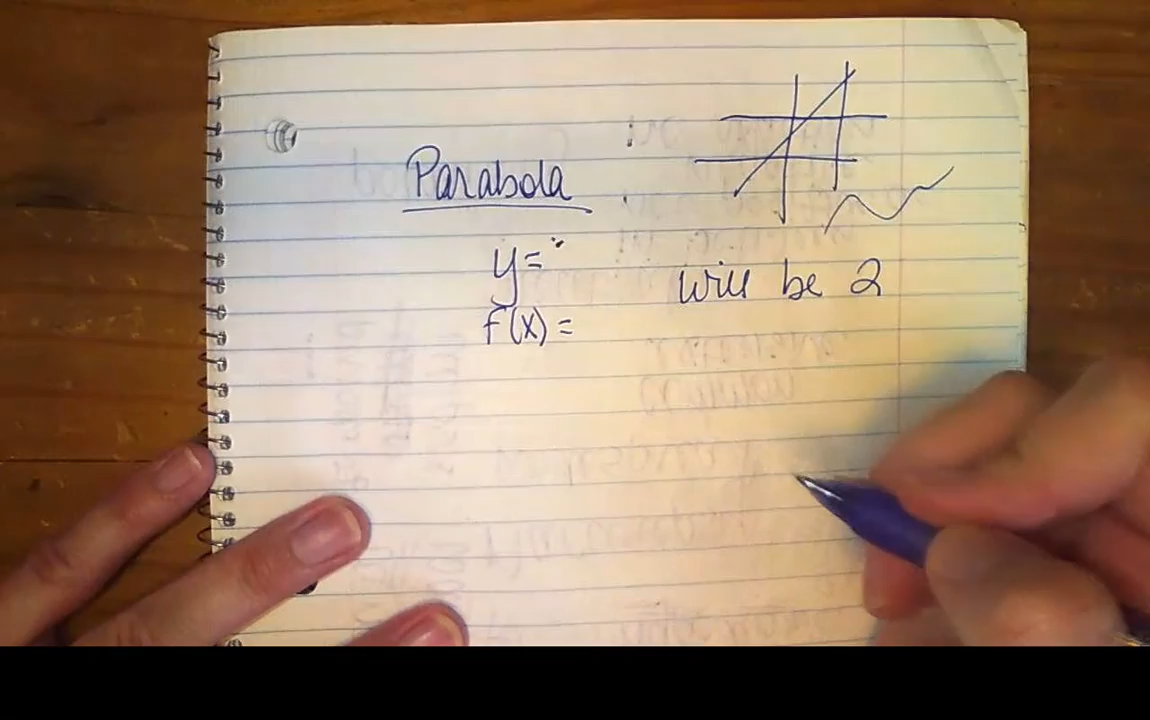 Parabola
y=
will be 2
f(x) =